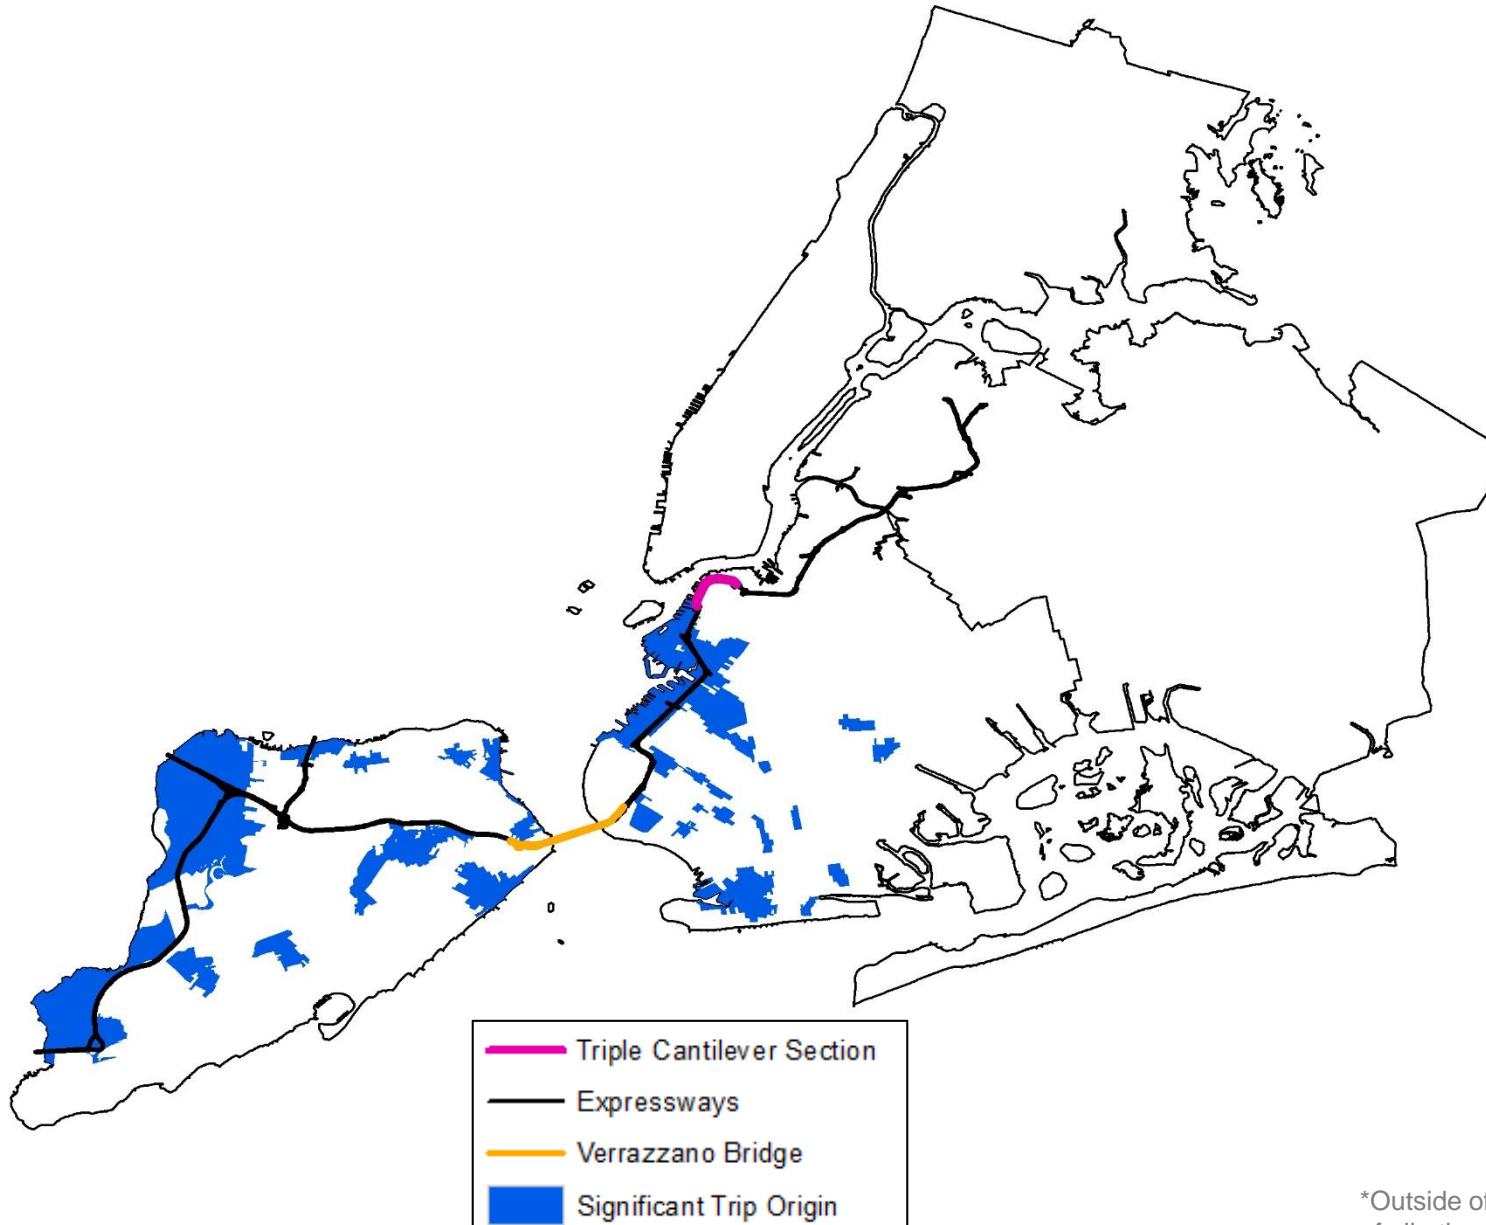 Triple Cantilever Section
Expressways
Verrazzano Bridge
Significant Trip Origin
*Outside of